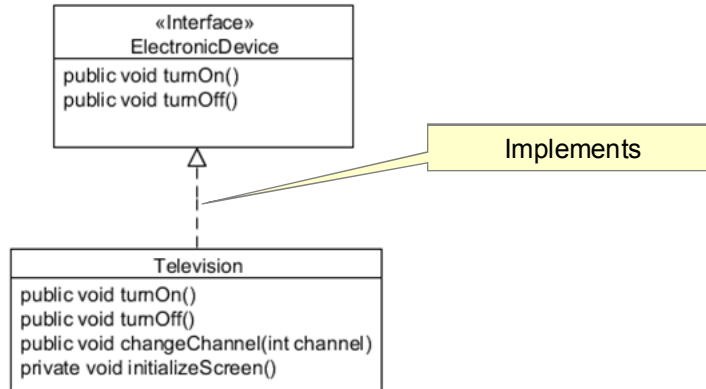 «Interface»
ElectronicDevice
public void turnOn()
public void turnOff()
Implements
Television
public void turnOn()
public void turnOff()
public void changeChannel(int channel)
private void initializeScreen()